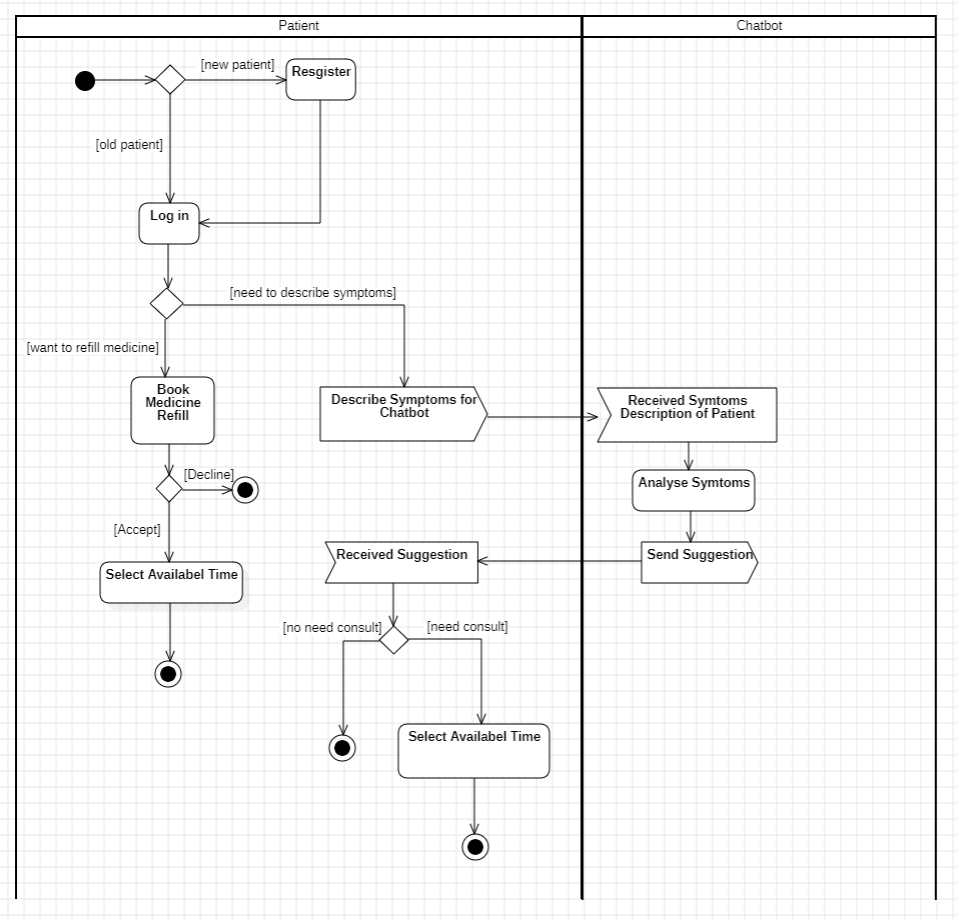 Patient
Chatbot
[new patient]
Resgister
[old patient]
Log in
[need to describe symptoms]
[want to refill medicine]
Book
Medicine
Refill
Describe Symptoms for
Chatbot
Received Symtoms
Description of Patient
[Decline]
Analyse Symtoms
[Accept]
Received Suggestion
Send Suggestion
Select Availabel Time
[no need consult]
[need consult]
Select Availabel Time